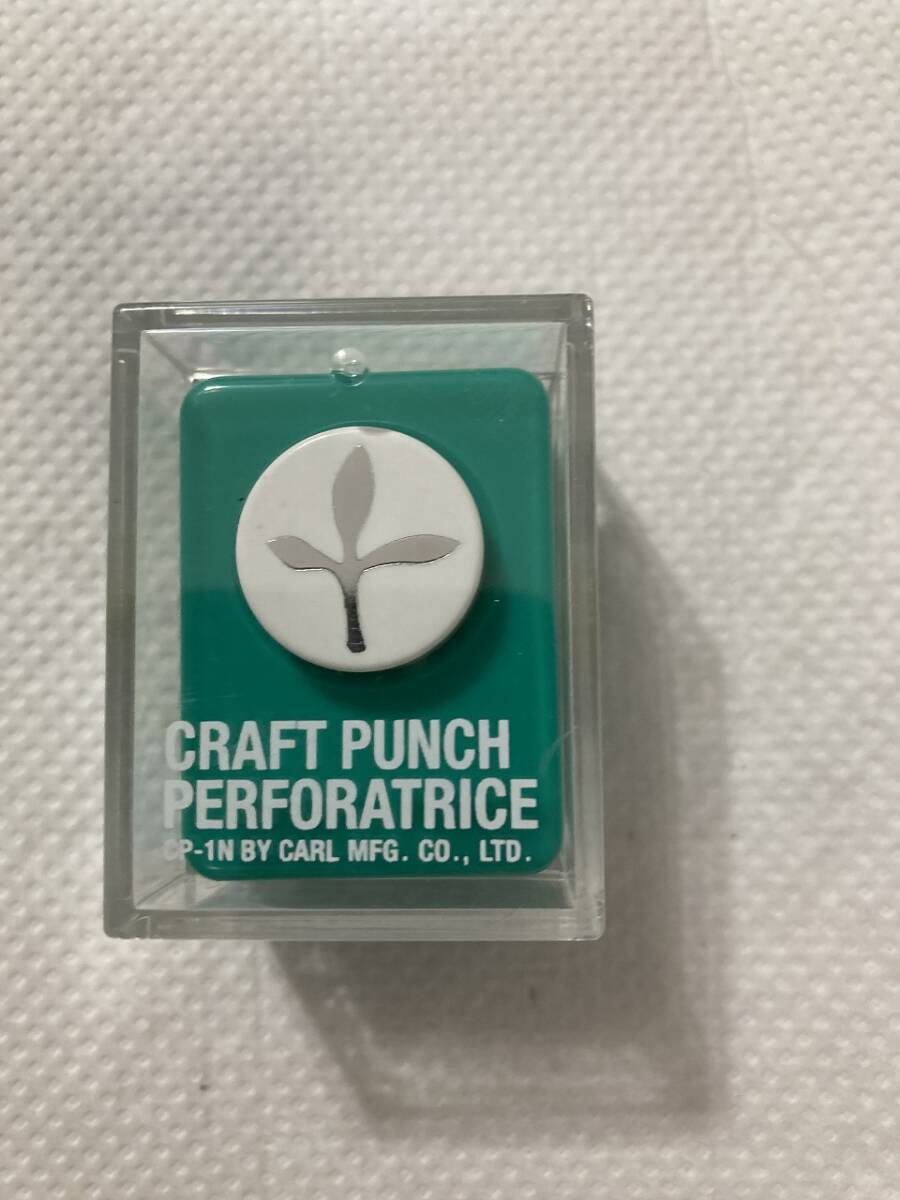 CRAFT PUNCH
PERFORATRICE
CP-1N BY CARL MFG. CO., LTD.